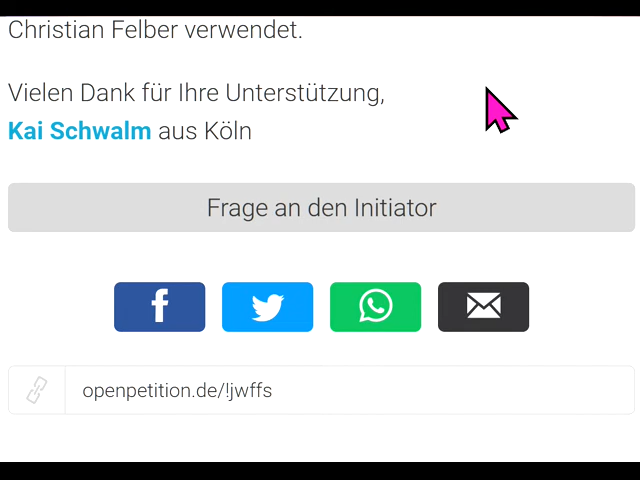 Christian Felber verwendet.
Vielen Dank für Ihre Unterstützung,
Kai Schwalm aus Köln
Frage an den Initiator
openpetition.de/!jwffs